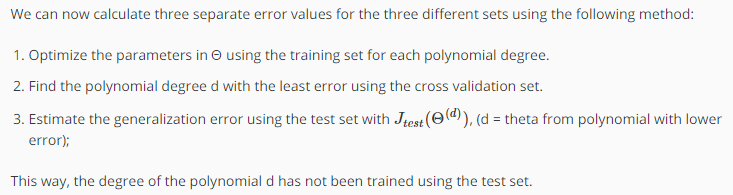 We can now calculate three separate error values for the three different sets using the following method:
1. Optimize the parameters in Θ using the training set for each polynomial degree.
2. Find the polynomial degree d with the least error using the cross validation set.
3. Estimate the generalization error using the test set with J_{test}(Θ^{(d)}), (d = theta from polynomial with lower
error);
This way, the degree of the polynomial d has not been trained using the test set.